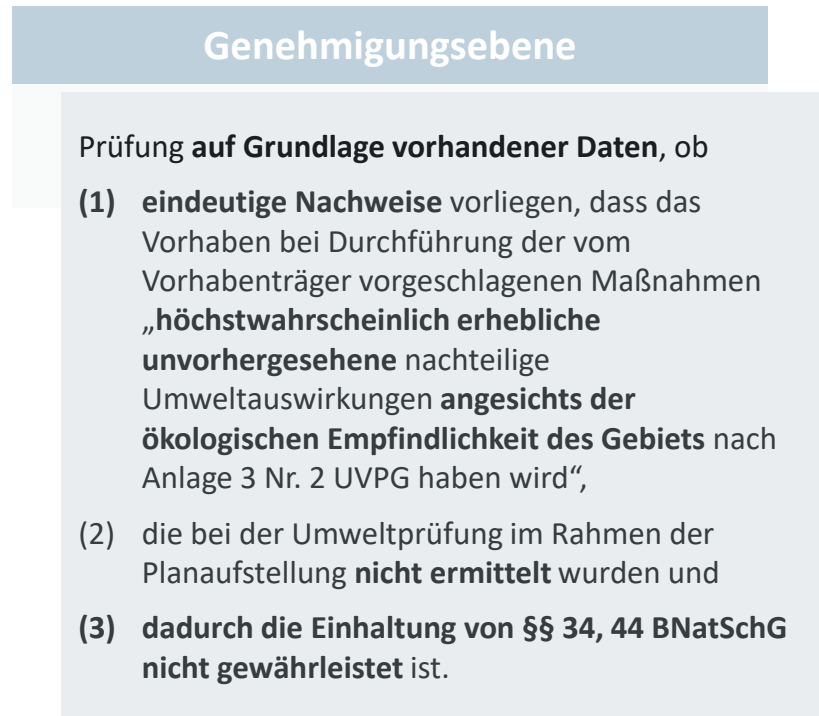 Genehmigungsebene
Prüfung auf Grundlage vorhandener Daten, ob
(1) eindeutige Nachweise vorliegen, dass das
Vorhaben bei Durchführung der vom
Vorhabenträger vorgeschlagenen Maßnahmen
„höchstwahrscheinlich erhebliche
unvorhergesehene nachteilige
Umweltauswirkungen angesichts der
ökologischen Empfindlichkeit des Gebiets nach
Anlage 3 Nr. 2 UVPG haben wird“,
(2) die bei der Umweltprüfung im Rahmen der
Planaufstellung nicht ermittelt wurden und
(3) dadurch die Einhaltung von §§ 34, 44 BNatSchG
nicht gewährleistet ist.